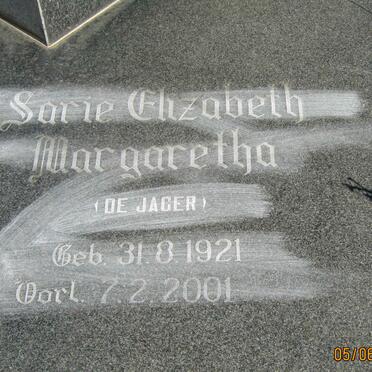 Sarie Elizabeth
Margaretha
(DE JAGER)
Geb. 31.8.1921
Oorl. 7.2.2001
05/06